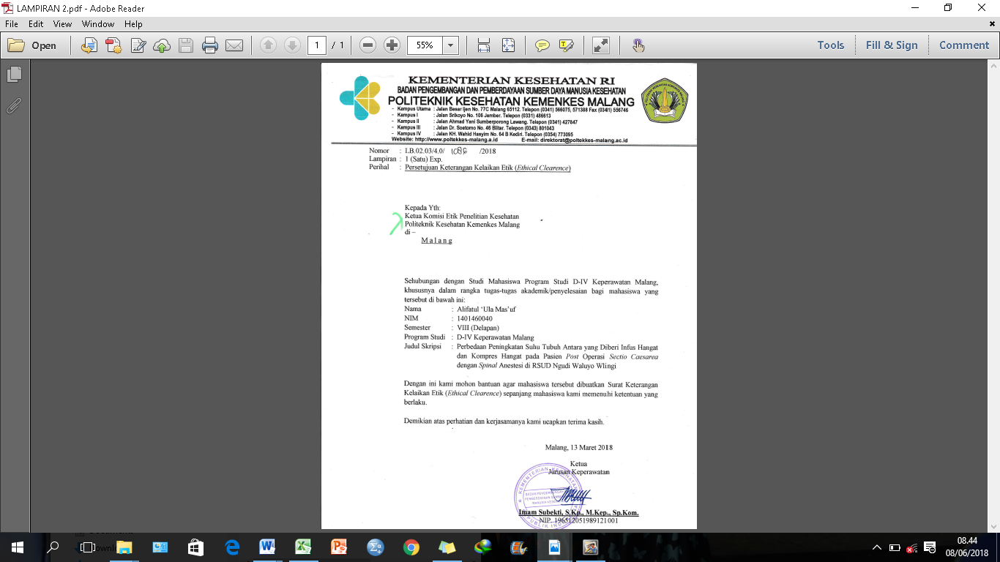 LAMPIRAN 2.pdf - Adobe Reader
File Edit View Window Help
Open 1 / 1 55% Tools Fill & Sign Comment
KEMENTERIAN KESEHATAN RI
BADAN PENGEMBANGAN DAN PEMBERDAYAAN SUMBER DAYA MANUSIA KESEHATAN
POLITEKNIK KESEHATAN KEMENKES MALANG
- Kampus Utama : Jalan Besar Ijen No. 77C Malang 65112. Telepon (0341) 566075, 571388 Fax (0341) 556746
- Kampus I : Jalan Srikoyo No. 106 Jember. Telepon (0331) 486613
- Kampus II : Jalan Ahmad Yani Sumberporong Lawang. Telepon (0341) 427847
- Kampus III : Jalan Dr. Soetomo No. 46 Blitar. Telepon (0343) 801043
- Kampus IV : Jalan KH. Wahid Hasyim No. 64 B Kediri. Telepon (0354) 773095
Website: http://www.poltekkes-malang.a.id E-mail: direktorat@poltekkes-malang.ac.id
Nomor : LB.02.03/4.0/ /2018
Lampiran : 1 (Satu) Exp.
Perihal : Persetujuan Keterangan Kelaikan Etik (Ethical Clearence)
Kepada Yth:
Ketua Komisi Etik Penelitian Kesehatan
Politeknik Kesehatan Kemenkes Malang
di –
M a l a n g
Sehubungan dengan Studi Mahasiswa Program Studi D-IV Keperawatan Malang,
khususnya dalam rangka tugas-tugas akademik/penyelesaian bagi mahasiswa yang
tersebut di bawah ini:
Nama : Alifatul 'Ula Mas'uf
NIM : 1401460040
Semester : VIII (Delapan)
Program Studi : D-IV Keperawatan Malang
Judul Skripsi : Perbedaan Peningkatan Suhu Tubuh Antara yang Diberi Infus Hangat
dan Kompres Hangat pada Pasien Post Operasi Sectio Caesarea
dengan Spinal Anestesi di RSUD Ngudi Waluyo Wlingi
Dengan ini kami mohon bantuan agar mahasiswa tersebut dibuatkan Surat Keterangan
Kelaikan Etik (Ethical Clearence) sepanjang mahasiswa kami memenuhi ketentuan yang
berlaku.
Demikian atas perhatian dan kerjasamanya kami ucapkan terima kasih.
Malang, 13 Maret 2018
Ketua
Jurusan Keperawatan
KEMENTERIAN KESEHATAN
BADAN PENGEMBANGAN
Imam Subekti, S.Kp., M.Kep., Sp.Kom.
NIP. 196512051989121001
08.44
08/06/2018